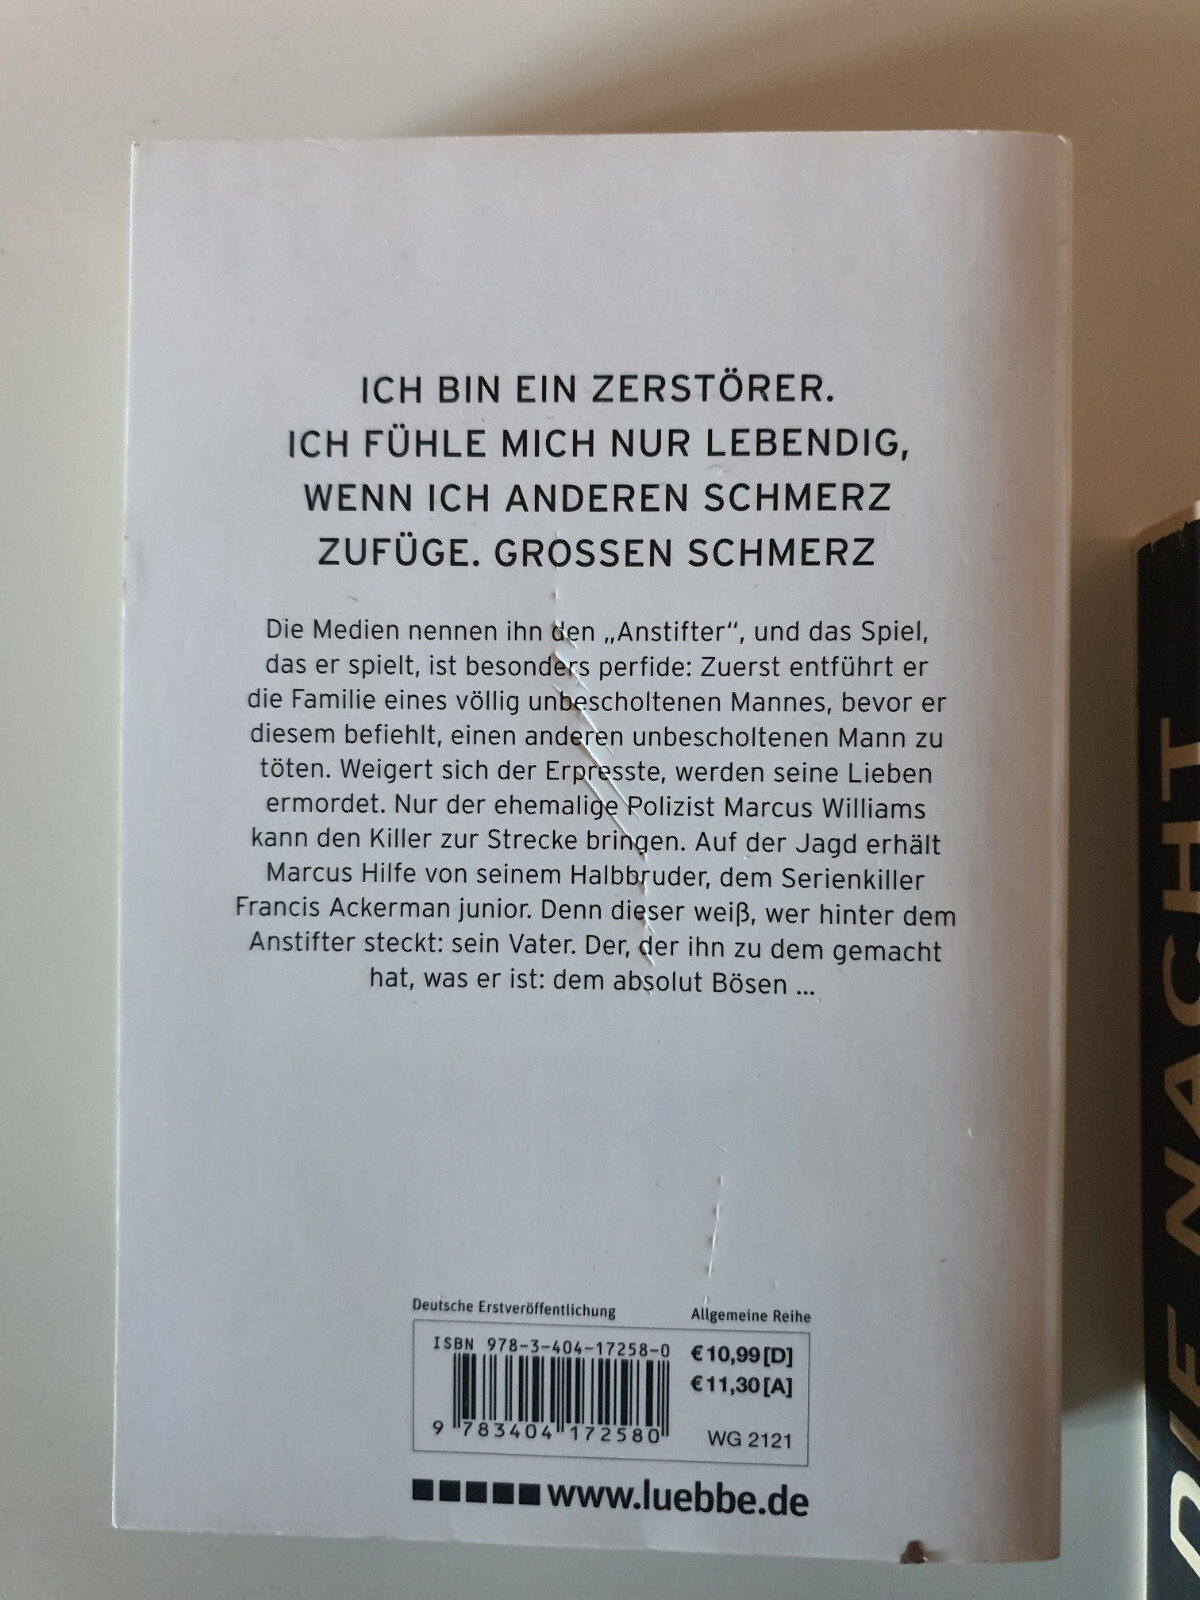 ICH BIN EIN ZERSTÖRER.
ICH FÜHLE MICH NUR LEBENDIG,
WENN ICH ANDEREN SCHMERZ
ZUFÜGE. GROSSEN SCHMERZ
Die Medien nennen ihn den „Anstifter“, und das Spiel,
das er spielt, ist besonders perfide: Zuerst entführt er
die Familie eines völlig unbescholtenen Mannes, bevor er
diesem befiehlt, einen anderen unbescholtenen Mann zu
töten. Weigert sich der Erpresste, werden seine Lieben
ermordet. Nur der ehemalige Polizist Marcus Williams
kann den Killer zur Strecke bringen. Auf der Jagd erhält
Marcus Hilfe von seinem Halbbruder, dem Serienkiller
Francis Ackerman junior. Denn dieser weiß, wer hinter dem
Anstifter steckt: sein Vater. Der, der ihn zu dem gemacht
hat, was er ist: dem absolut Bösen ...
Deutsche Erstveröffentlichung
Allgemeine Reihe
ISBN 978-3-404-17258-0
€ 10,99 [D]
€ 11,30 [A]
9 783404 172580
WG 2121
www.luebbe.de
DIE NACHT